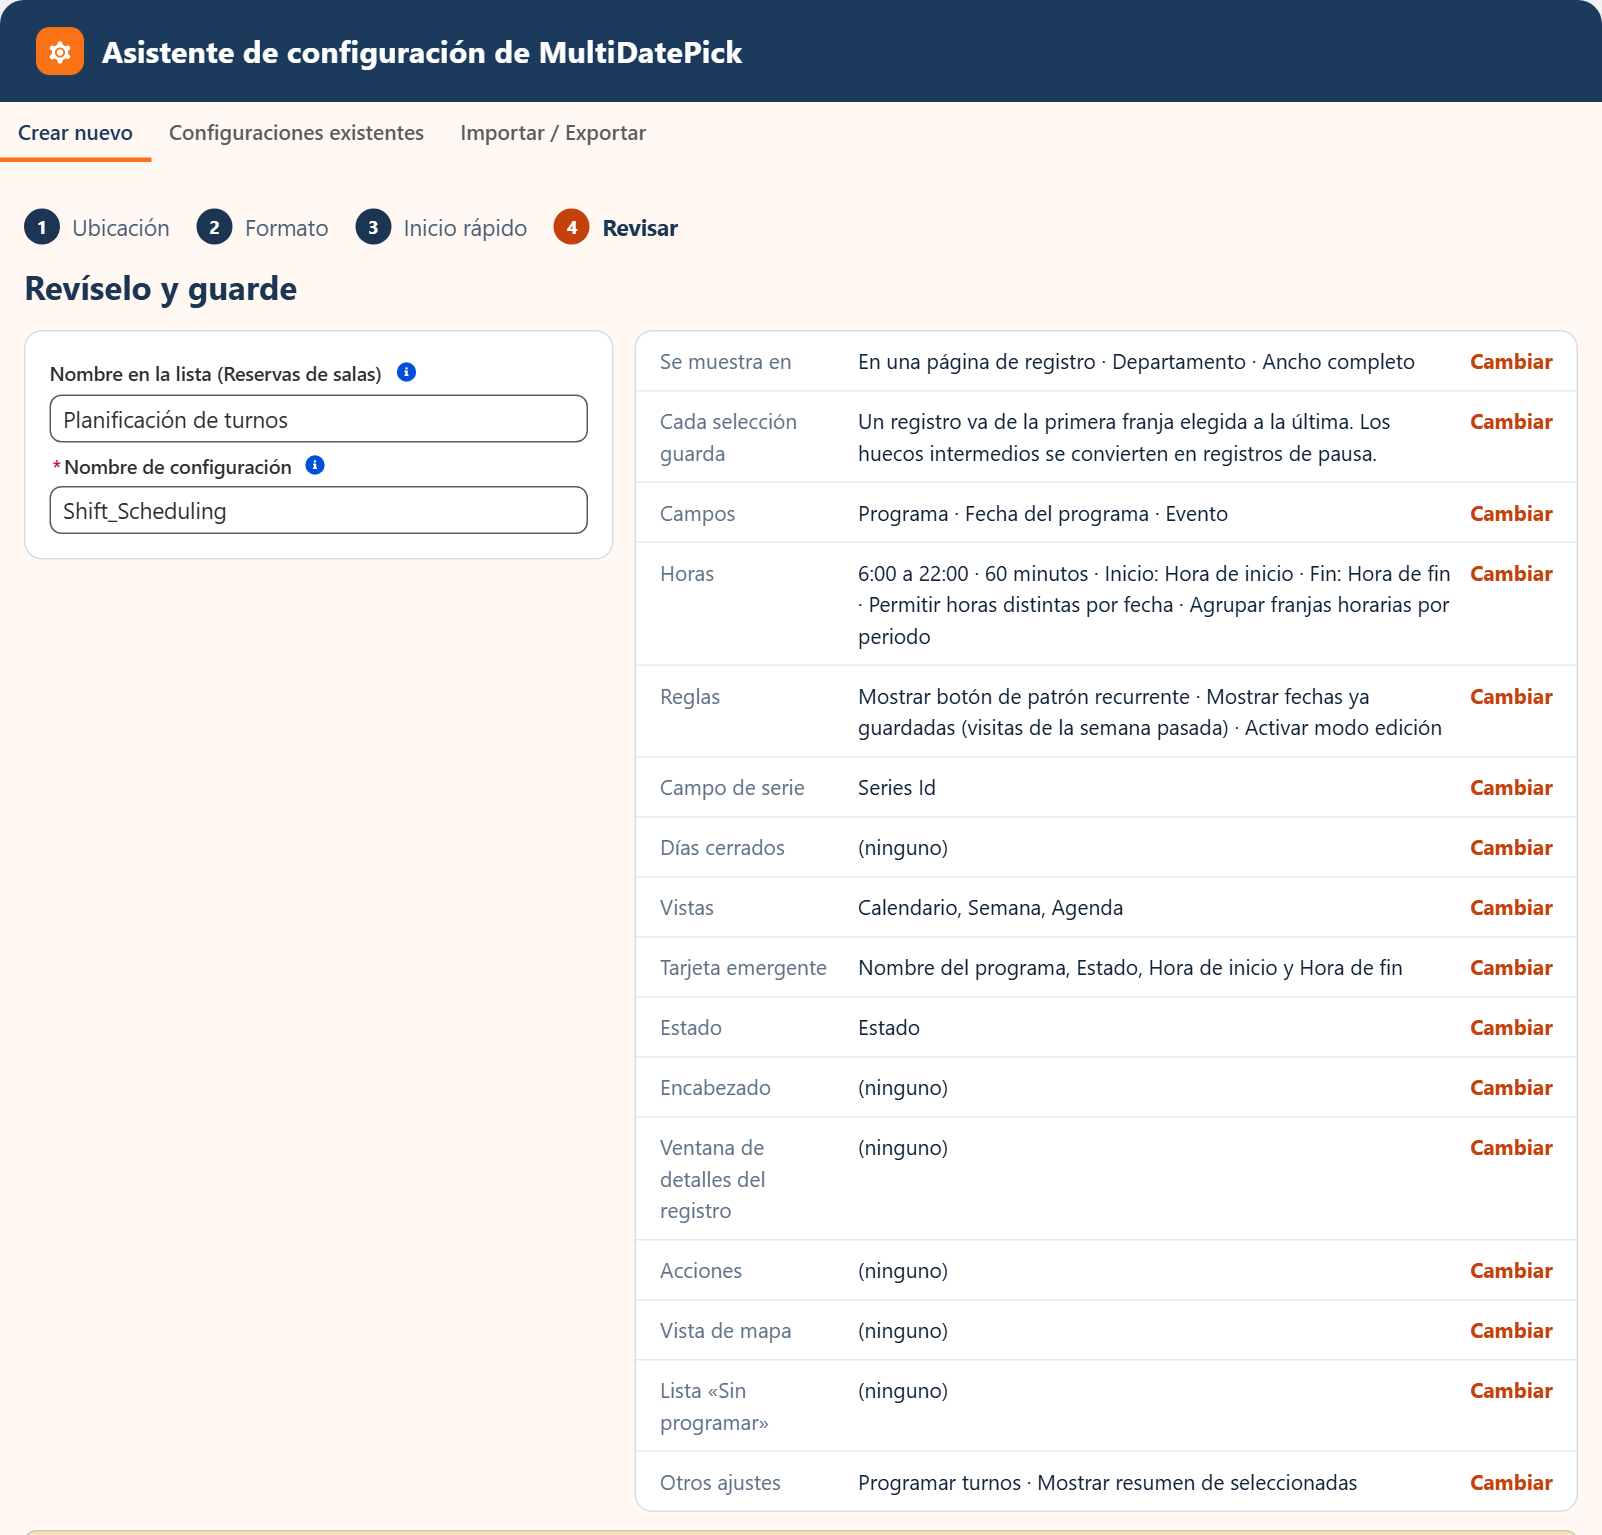 Asistente de configuración de MultiDatePick
Crear nuevo
Configuraciones existentes
Importar / Exportar
1 Ubicación
2 Formato
3 Inicio rápido
4 Revisar
Revíselo y guarde
Nombre en la lista (Reservas de salas)
Planificación de turnos
*Nombre de configuración
Shift_Scheduling
Se muestra en
En una página de registro · Departamento · Ancho completo
Cambiar
Cada selección
guarda
Un registro va de la primera franja elegida a la última. Los
huecos intermedios se convierten en registros de pausa.
Cambiar
Campos
Programa · Fecha del programa · Evento
Cambiar
Horas
6:00 a 22:00 · 60 minutos · Inicio: Hora de inicio · Fin: Hora de fin
· Permitir horas distintas por fecha · Agrupar franjas horarias por
periodo
Cambiar
Reglas
Mostrar botón de patrón recurrente · Mostrar fechas ya
guardadas (visitas de la semana pasada) · Activar modo edición
Cambiar
Campo de serie
Series Id
Cambiar
Días cerrados
(ninguno)
Cambiar
Vistas
Calendario, Semana, Agenda
Cambiar
Tarjeta emergente
Nombre del programa, Estado, Hora de inicio y Hora de fin
Cambiar
Estado
Estado
Cambiar
Encabezado
(ninguno)
Cambiar
Ventana de
detalles del
registro
(ninguno)
Cambiar
Acciones
(ninguno)
Cambiar
Vista de mapa
(ninguno)
Cambiar
Lista «Sin
programar»
(ninguno)
Cambiar
Otros ajustes
Programar turnos · Mostrar resumen de seleccionadas
Cambiar